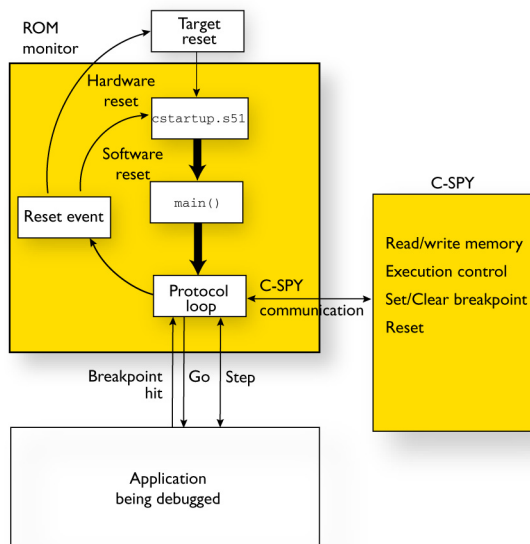 ROM
monitor
Target
reset
Hardware
reset
cstartup.s51
Software
reset
main()
Reset event
Protocol
loop
C-SPY
communication
C-SPY
Read/write memory
Execution control
Set/Clear breakpoint
Reset
Breakpoint
hit
Go
Step
Application
being debugged